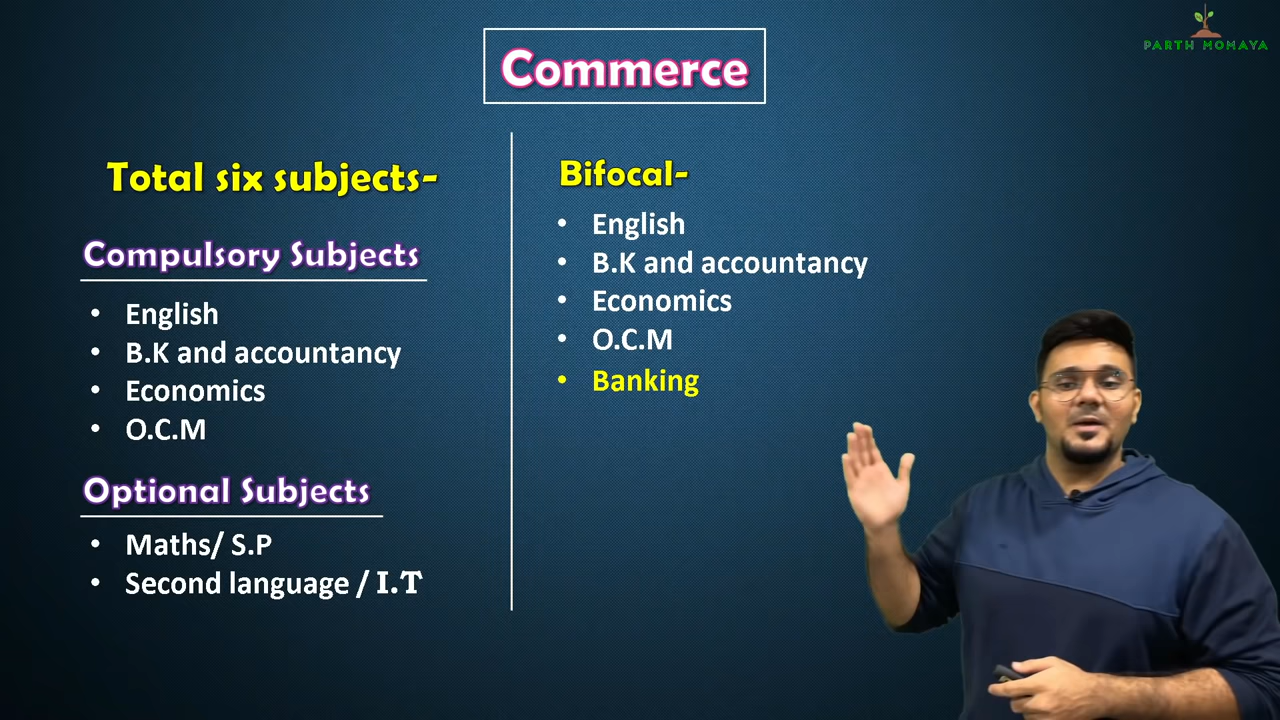 Commerce
PARTH MOMAYA
Total six subjects-
Compulsory Subjects
• English
• B.K and accountancy
• Economics
• O.C.M
Optional Subjects
• Maths/ S.P
• Second language / I.T
Bifocal-
• English
• B.K and accountancy
• Economics
• O.C.M
• Banking